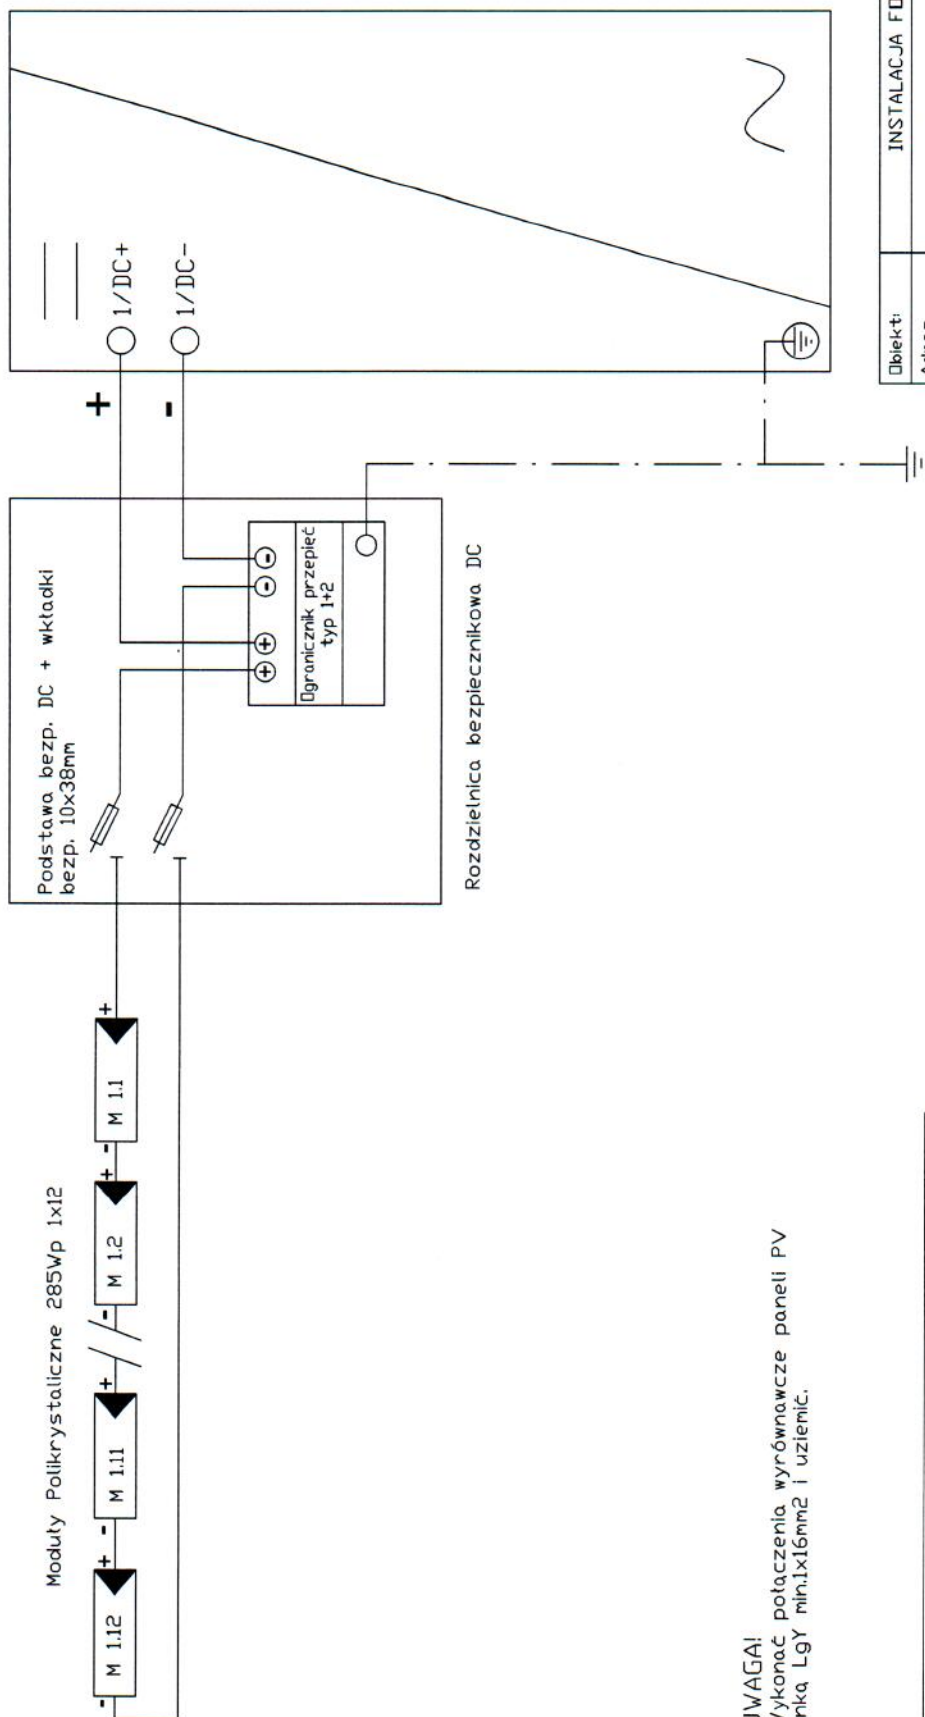 Moduły Polikrystaliczne 285Wp 1x12
- M 1.12 +
- M 1.11 +
- M 1.2 +
- M 1.1 +
Podstawa bezp. DC + wkładki
bezp. 10x38mm
+ + - -
Ogranicznik przepięć
typ 1+2
Rozdzielnica bezpiecznikowa DC
+
-
1/DC+
1/DC-
UWAGA!
Wykonać połączenia wyrównawcze paneli PV
linką LgY min.1x16mm2 i uziemić.
Obiekt:
INSTALACJA